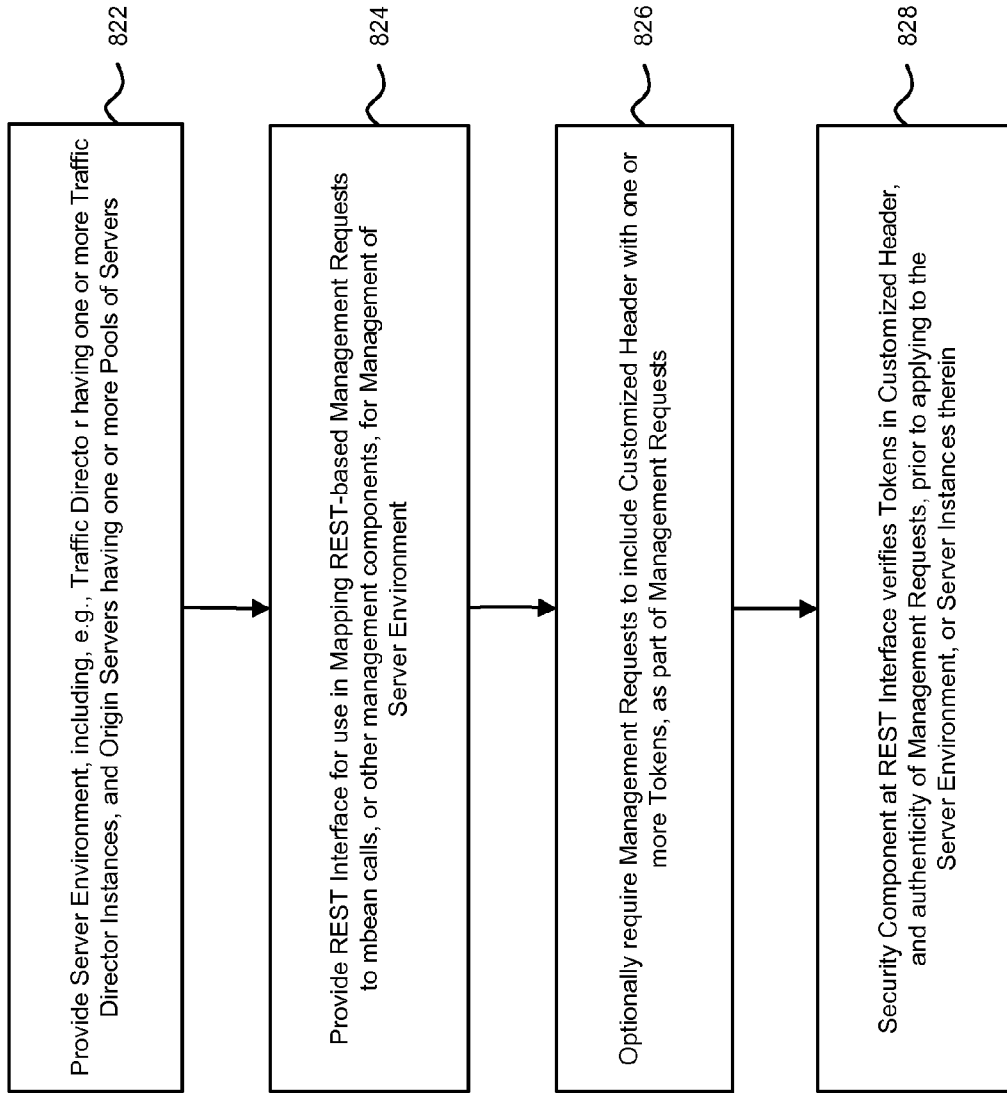 Provide Server Environment, including, e.g., Traffic Directo r having one or more Traffic
Director Instances, and Origin Servers having one or more Pools of Servers
822
Provide REST Interface for use in Mapping REST-based Management Requests
to mbean calls, or other management components, for Management of
Server Environment
824
Optionally require Management Requests to include Customized Header with one or
more Tokens, as part of Management Requests
826
Security Component at REST Interface verifies Tokens in Customized Header,
and authenticity of Management Requests, prior to applying to the
Server Environment, or Server Instances therein
828